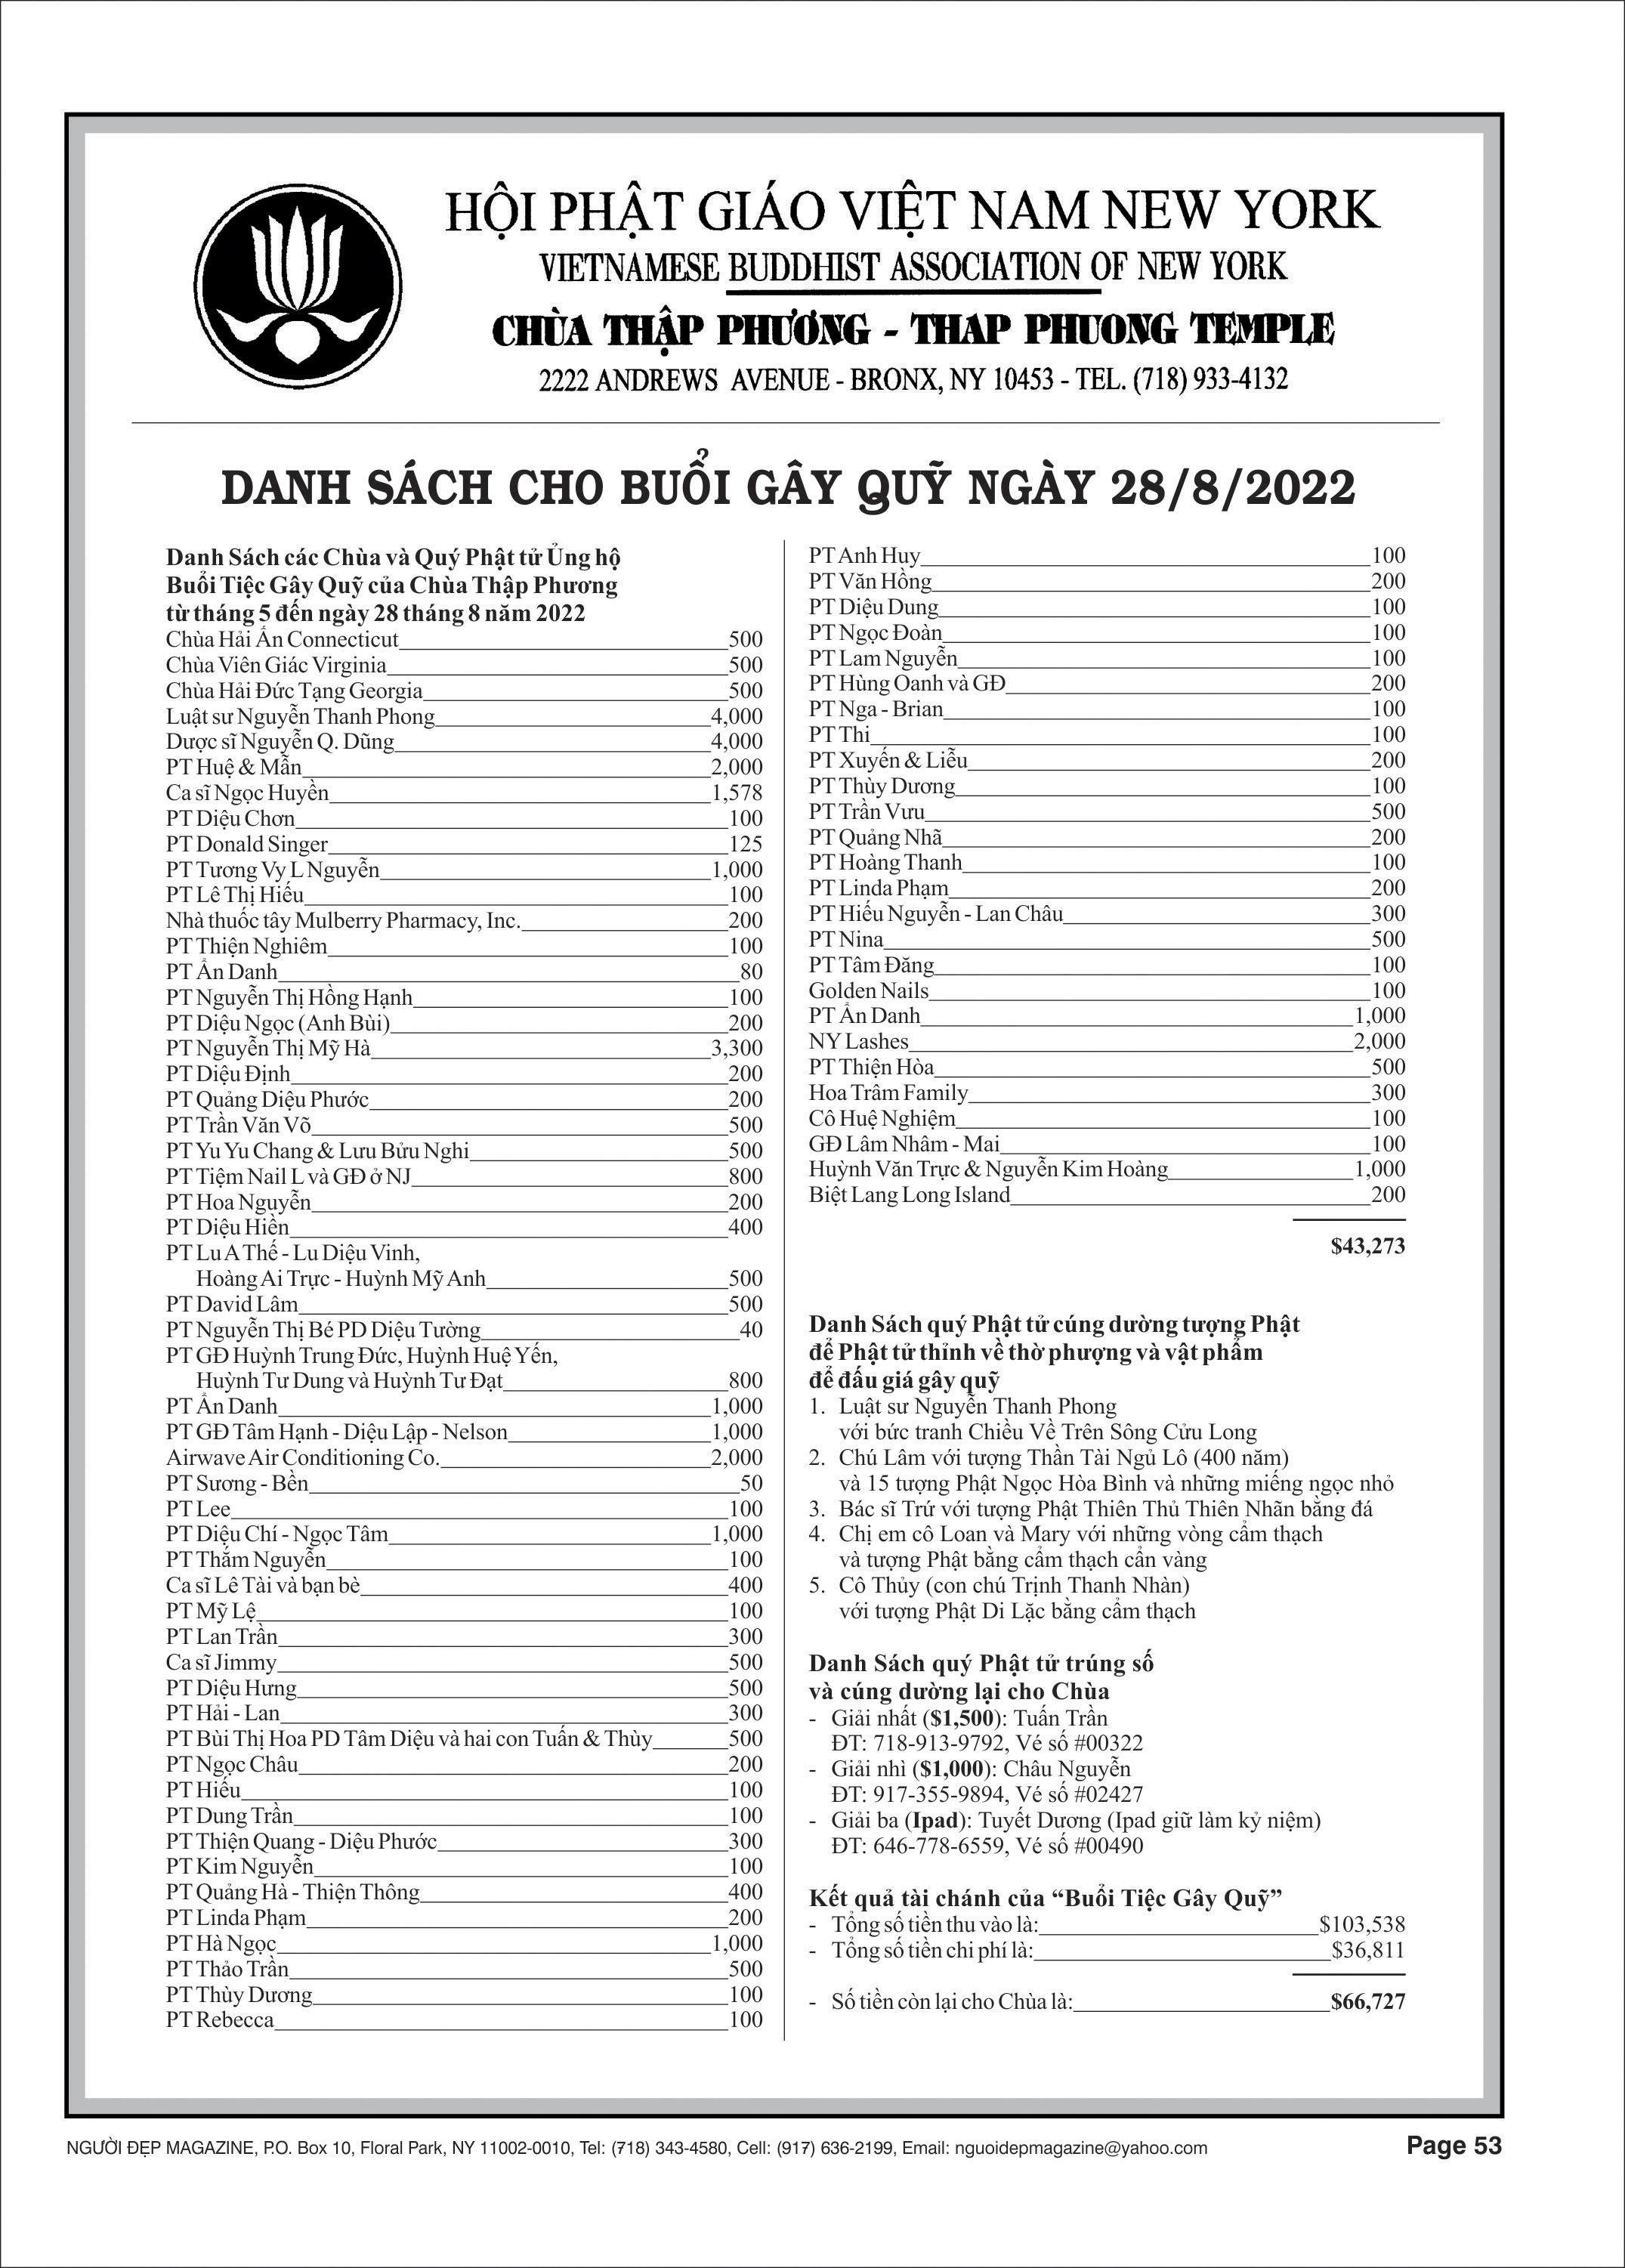 HỘI PHẬT GIÁO VIỆT NAM NEW YORK
VIETNAMESE BUDDHIST ASSOCIATION OF NEW YORK
CHÙA THẬP PHƯƠNG - THAP PHUONG TEMPLE
2222 ANDREWS AVENUE - BRONX, NY 10453 - TEL. (718) 933-4132
DANH SÁCH CHO BUỔI GÂY QUỸ NGÀY 28/8/2022
Danh Sách các Chùa và Quý Phật tử Ủng hộ
Buổi Tiệc Gây Quỹ của Chùa Thập Phương
từ tháng 5 đến ngày 28 tháng 8 năm 2022
Chùa Hải Ấn Connecticut 500
Chùa Viên Giác Virginia 500
Chùa Hải Đức Tạng Georgia 500
Luật sư Nguyễn Thanh Phong 4,000
Dược sĩ Nguyễn Q. Dũng 4,000
PT Huệ & Mẫn 2,000
Ca sĩ Ngọc Huyền 1,578
PT Diệu Chơn 100
PT Donald Singer 125
PT Tương Vy L Nguyễn 1,000
PT Lê Thị Hiếu 100
Nhà thuốc tây Mulberry Pharmacy, Inc. 200
PT Thiện Nghiêm 100
PT Ẩn Danh 80
PT Nguyễn Thị Hồng Hạnh 100
PT Diệu Ngọc (Anh Bùi) 200
PT Nguyễn Thị Mỹ Hà 3,300
PT Diệu Định 200
PT Quảng Diệu Phước 200
PT Trần Văn Võ 500
PT Yu Yu Chang & Lưu Bửu Nghi 500
PT Tiệm Nail L và GĐ ở NJ 800
PT Hoa Nguyễn 200
PT Diệu Hiền 400
PT Lu A Thế - Lu Diệu Vinh,
Hoàng Ai Trực - Huỳnh Mỹ Anh 500
PT David Lâm 500
PT Nguyễn Thị Bé PD Diệu Tường 40
PT GĐ Huỳnh Trung Đức, Huỳnh Huệ Yến,
Huỳnh Tư Dung và Huỳnh Tư Đạt 800
PT Ẩn Danh 1,000
PT GĐ Tâm Hạnh - Diệu Lập - Nelson 1,000
Airwave Air Conditioning Co. 2,000
PT Sương - Bền 50
PT Lee 100
PT Diệu Chí - Ngọc Tâm 1,000
PT Thắm Nguyễn 100
Ca sĩ Lê Tài và bạn bè 400
PT Mỹ Lệ 100
PT Lan Trần 300
Ca sĩ Jimmy 500
PT Diệu Hưng 500
PT Hải - Lan 300
PT Bùi Thị Hoa PD Tâm Diệu và hai con Tuấn & Thùy 500
PT Ngọc Châu 200
PT Hiếu 100
PT Dung Trần 100
PT Thiện Quang - Diệu Phước 300
PT Kim Nguyễn 100
PT Quảng Hà - Thiện Thông 400
PT Linda Phạm 200
PT Hà Ngọc 1,000
PT Thảo Trần 500
PT Thùy Dương 100
PT Rebecca 100
PT Anh Huy 100
PT Văn Hồng 200
PT Diệu Dung 100
PT Ngọc Đoàn 100
PT Lam Nguyễn 100
PT Hùng Oanh và GĐ 200
PT Nga - Brian 100
PT Thi 100
PT Xuyến & Liễu 200
PT Thùy Dương 100
PT Trần Vưu 500
PT Quảng Nhã 200
PT Hoàng Thanh 100
PT Linda Phạm 200
PT Hiếu Nguyễn - Lan Châu 300
PT Nina 500
PT Tâm Đăng 100
Golden Nails 100
PT Ẩn Danh 1,000
NY Lashes 2,000
PT Thiện Hòa 500
Hoa Trâm Family 300
Cô Huệ Nghiệm 100
GĐ Lâm Nhâm - Mai 100
Huỳnh Văn Trực & Nguyễn Kim Hoàng 1,000
Biệt Lang Long Island 200
$43,273
Danh Sách quý Phật tử cúng dường tượng Phật
để Phật tử thỉnh về thờ phượng và vật phẩm
để đấu giá gây quỹ
1. Luật sư Nguyễn Thanh Phong
với bức tranh Chiều Về Trên Sông Cửu Long
2. Chú Lâm với tượng Thần Tài Ngủ Lô (400 năm)
và 15 tượng Phật Ngọc Hòa Bình và những miếng ngọc nhỏ
3. Bác sĩ Trứ với tượng Phật Thiên Thủ Thiên Nhãn bằng đá
4. Chị em cô Loan và Mary với những vòng cẩm thạch
và tượng Phật bằng cẩm thạch cẩn vàng
5. Cô Thủy (con chú Trịnh Thanh Nhàn)
với tượng Phật Di Lặc bằng cẩm thạch
Danh Sách quý Phật tử trúng số
và cúng dường lại cho Chùa
- Giải nhất ($1,500): Tuấn Trần
ĐT: 718-913-9792, Vé số #00322
- Giải nhì ($1,000): Châu Nguyễn
ĐT: 917-355-9894, Vé số #02427
- Giải ba (Ipad): Tuyết Dương (Ipad giữ làm kỷ niệm)
ĐT: 646-778-6559, Vé số #00490
Kết quả tài chánh của “Buổi Tiệc Gây Quỹ”
- Tổng số tiền thu vào là: $103,538
- Tổng số tiền chi phí là: $36,811
- Số tiền còn lại cho Chùa là: $66,727
NGƯỜI ĐẸP MAGAZINE, P.O. Box 10, Floral Park, NY 11002-0010, Tel: (718) 343-4580, Cell: (917) 636-2199, Email: nguoidepmagazine@yahoo.com Page 53